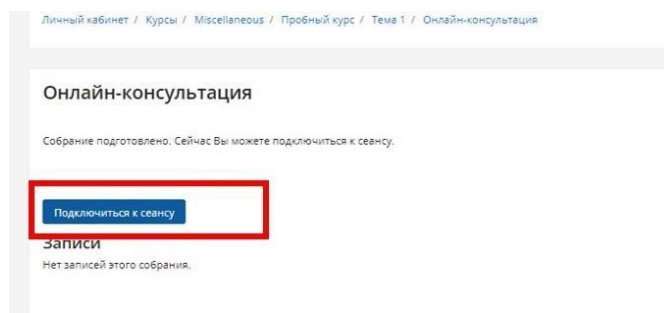 Личный кабинет / Курсы / Miscellaneous / Пробный курс / Тема 1 / Онлайн-консультация
Онлайн-консультация
Собрание подготовлено. Сейчас Вы можете подключиться к сеансу.
Подключиться к сеансу
Записи
Нет записей этого собрания.